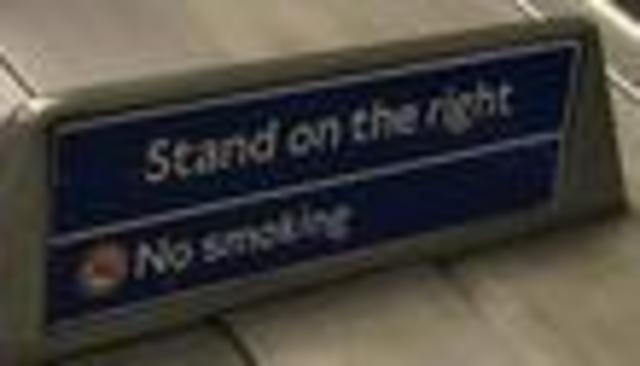 Stand on the right
No smoking